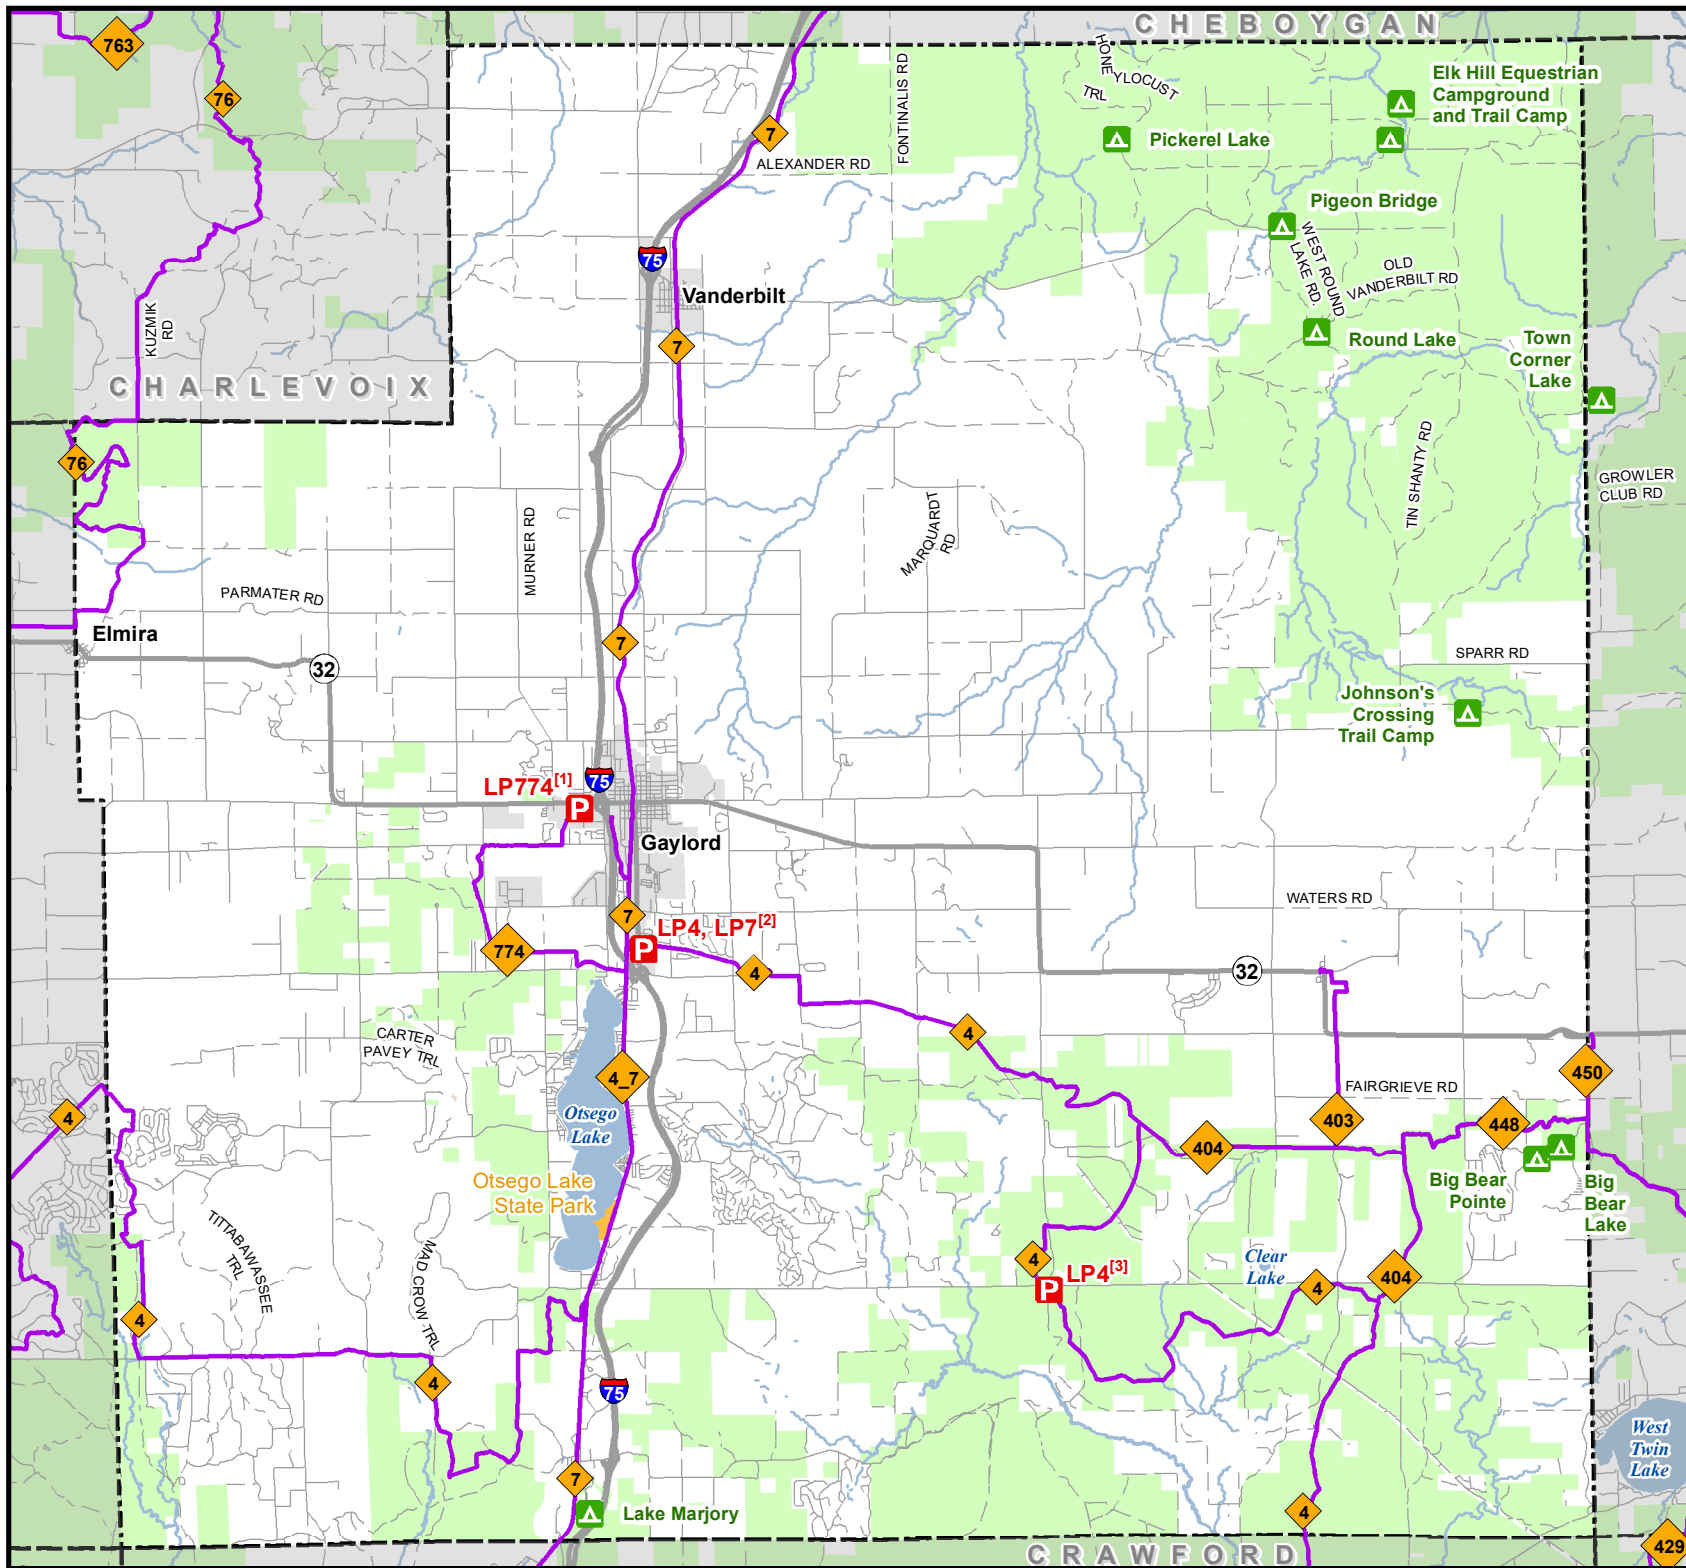 CHEBOYGAN
763
76
7
FONTINALIS RD
HONEYLOCUST
TRL
Elk Hill Equestrian
Campground
and Trail Camp
Pickerel Lake
ALEXANDER RD
Pigeon Bridge
WEST ROUND
LAKE RD.
OLD
VANDERBILT RD
75
Vanderbilt
KUZMIK
RD
7
Round Lake
Town
Corner
Lake
CHARLEVOIX
76
TIN SHANTY RD
GROWLER
CLUB RD
MURNER RD
MARQUARDT
RD
PARMATER RD
Elmira
7
32
SPARR RD
Johnson's
Crossing
Trail Camp
LP774[1]
P
75
Gaylord
WATERS RD
7
LP4, LP7[2]
P
774
4
32
CARTER
PAVEY TRL
4
4_7
450
FAIRGRIEVE RD
4
Otsego
Lake
403
448
404
Otsego Lake
State Park
Big Bear
Pointe
Big
Bear
Lake
TITTABAWASSEE
TRL
MAD CROW TRL
4
LP4[3]
P
Clear
Lake
4
404
4
4
75
West
Twin
Lake
7
Lake Marjory
4
429
CRAWFORD